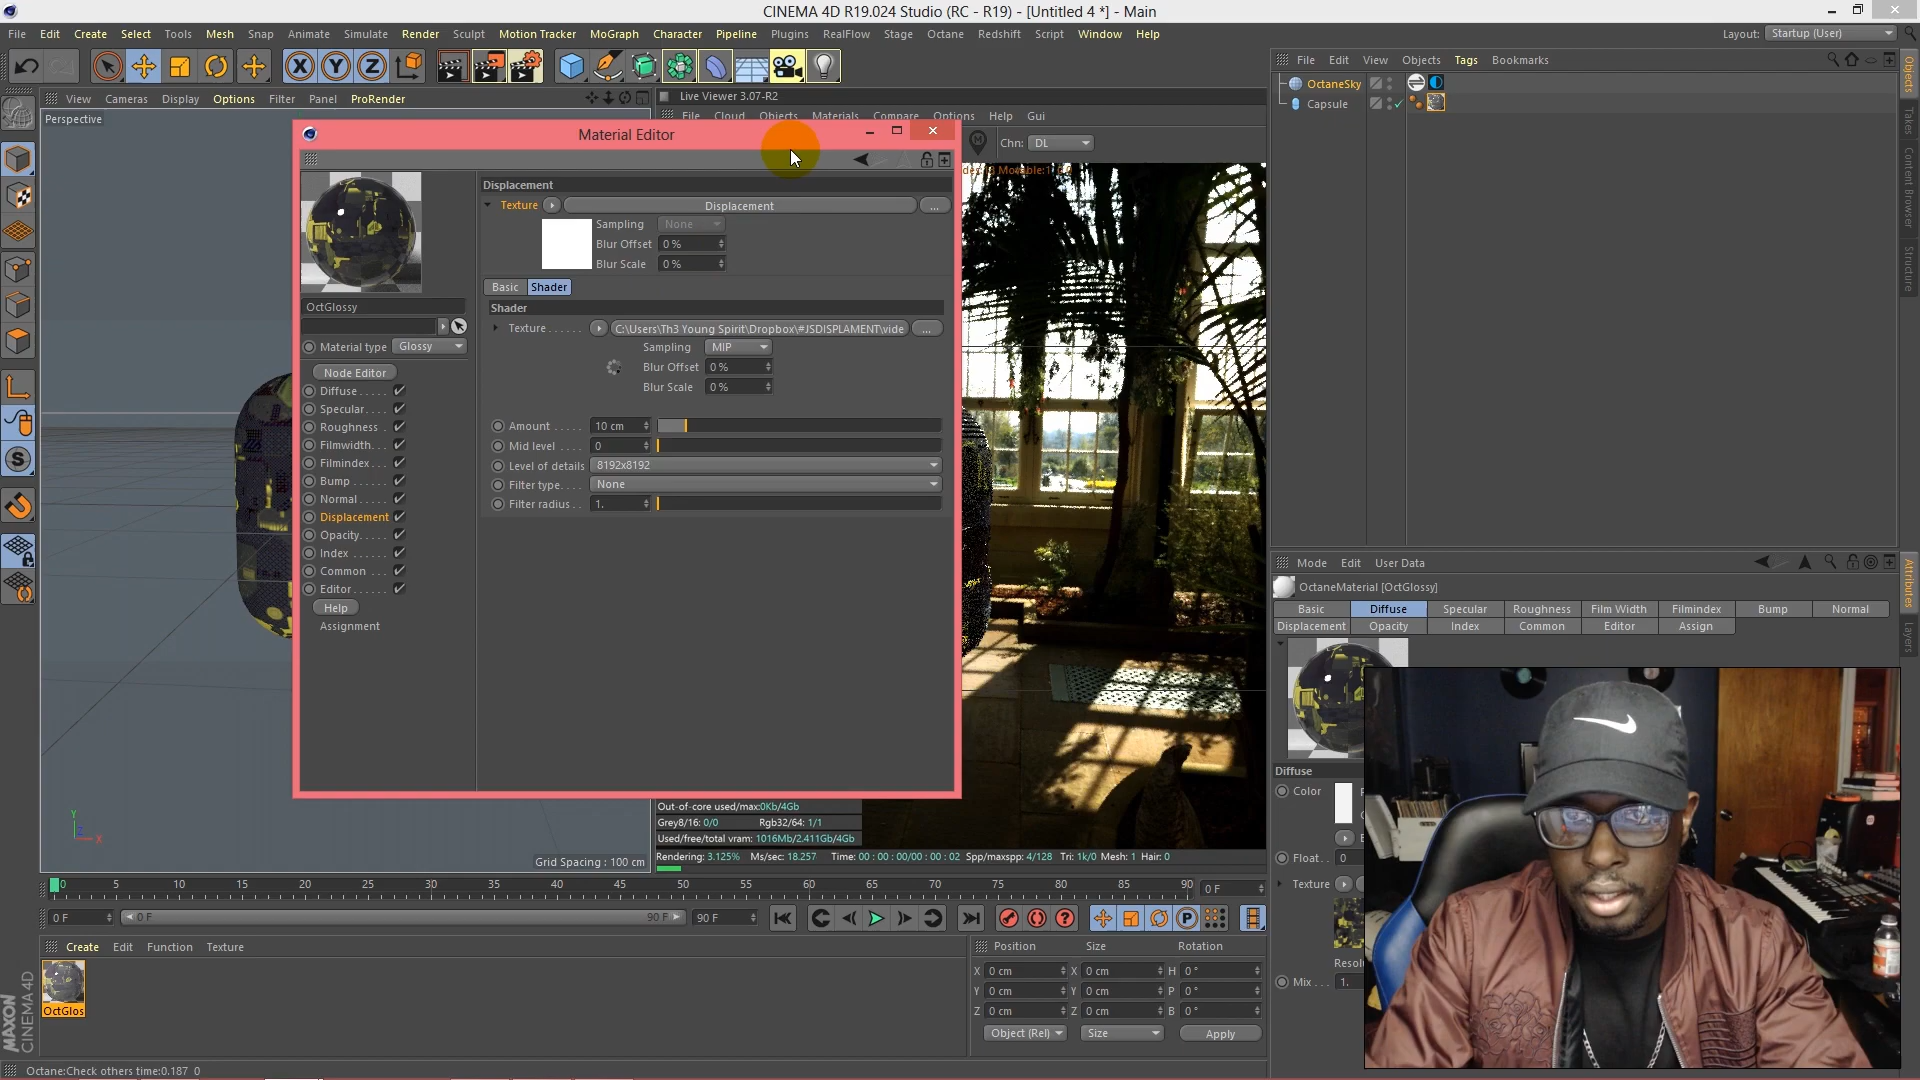 CINEMA 4D R19.024 Studio (RC - R19) - [Untitled 4 *] - Main
File Edit Create Select Tools Mesh Snap Animate Simulate Render Sculpt Motion Tracker MoGraph Character Pipeline Plugins RealFlow Stage Octane Redshift Script Window Help
Layout: Startup (User)
View Cameras Display Options Filter Panel ProRender
Perspective
Live Viewer 3.07-R2
File Cloud Objects Materials Compare Options Help Gui
Chn: DL
File Edit View Objects Tags Bookmarks
OctaneSky
Capsule
Objects
Takes
Content Browser
Structure
Material Editor
Displacement
Texture Displacement ...
Sampling None
Blur Offset 0 %
Blur Scale 0 %
Basic Shader
Shader
Texture...... C:\Users\Th3 Young Spirit\Dropbox\#JSDISPLAMENT\vide ...
Sampling MIP
Blur Offset 0 %
Blur Scale 0 %
Amount ..... 10 cm
Mid level .... 0
Level of details 8192x8192
Filter type.... None
Filter radius.. 1.
OctGlossy
Material type Glossy
Node Editor
Diffuse.....
Specular....
Roughness .
Filmwidth...
Filmindex...
Bump ......
Normal.....
Displacement
Opacity.....
Index ......
Common ...
Editor......
Help
Assignment
Grid Spacing : 100 cm
Out-of-core used/max:0Kb/4Gb
Grey8/16: 0/0 Rgb32/64: 1/1
Used/free/total vram: 1016Mb/2.411Gb/4Gb
Rendering: 3.125% Ms/sec: 18.257 Time: 00 : 00 : 00/00 : 00 : 02 Spp/maxspp: 4/128 Tri: 1k/0 Mesh: 1 Hair: 0
Mode Edit User Data
OctaneMaterial [OctGlossy]
Basic Diffuse Specular Roughness Film Width Filmindex Bump Normal
Displacement Opacity Index Common Editor Assign
Attributes
Layers
Diffuse
Color
Float.. 0
Texture
Mix ... 1.
0 5 10 15 20 25 30 35 40 45 50 55 60 65 70 75 80 85 90
0 F
0 F 0 F 90 F 90 F
Create Edit Function Texture
OctGlos
Position Size Rotation
X 0 cm X 0 cm H 0 °
Y 0 cm Y 0 cm P 0 °
Z 0 cm Z 0 cm B 0 °
Object (Rel) Size Apply
MAXON
CINEMA 4D
Octane:Check others time:0.187 0